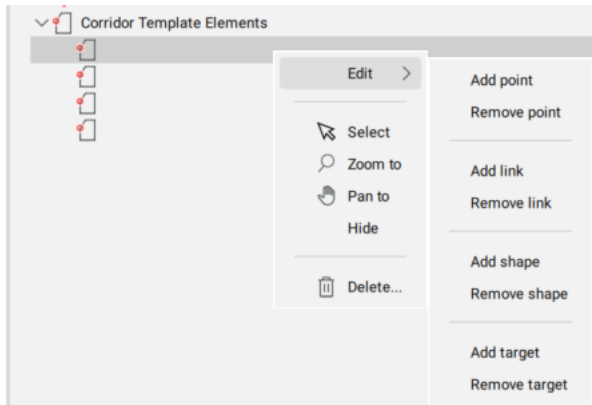 Corridor Template Elements
Edit
Select
Zoom to
Pan to
Hide
Delete...
Add point
Remove point
Add link
Remove link
Add shape
Remove shape
Add target
Remove target